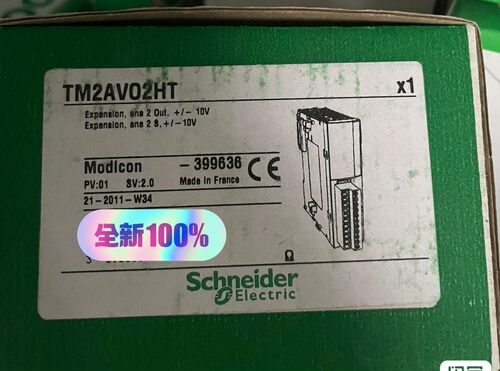 TM2AVO2HT x1
Expansion, ana 2 Out, +/- 10V
Expansion, ana 2 S, +/- 10V
Modicon - 399636 CE
PV:01 SV:2.0 Made in France
21-2011-W34
全新100%
Schneider
Electric